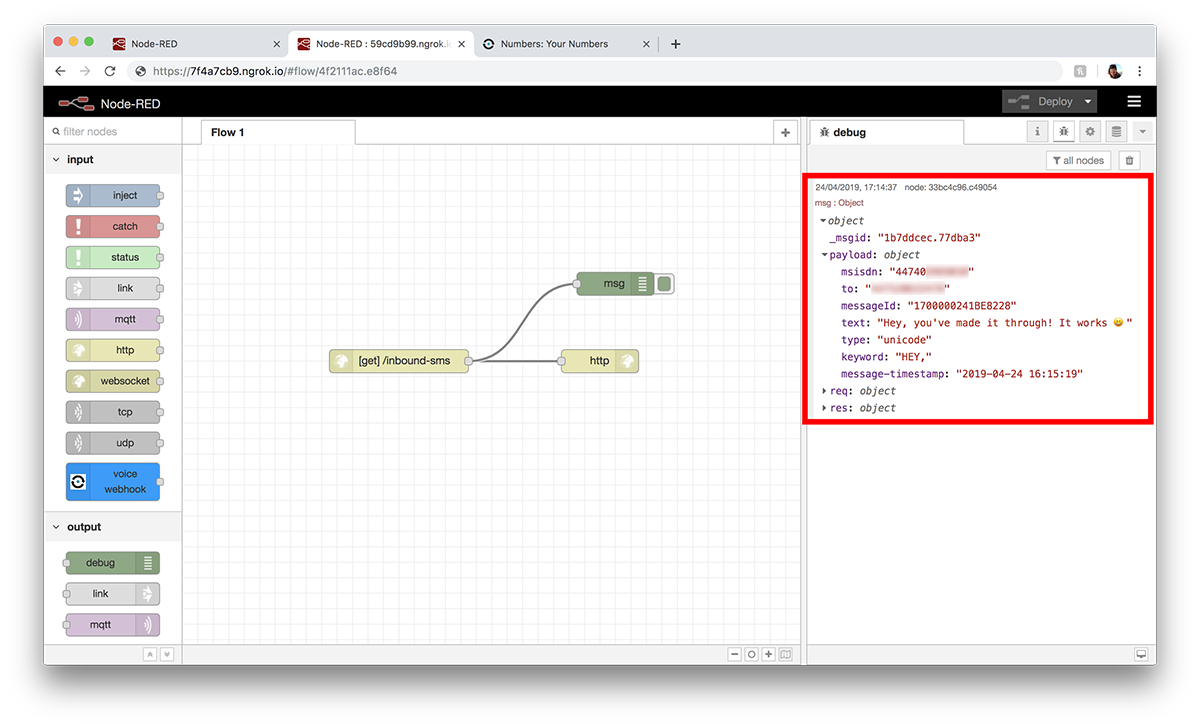 Node-RED
Node-RED : 59cd9b99.ngrok.i
Numbers: Your Numbers
https://7f4a7cb9.ngrok.io/#flow/4f2111ac.e8f64
Node-RED
Deploy
filter nodes
Flow 1
debug
i
all nodes
input
inject
catch
status
link
mqtt
http
websocket
tcp
udp
voice
webhook
output
debug
link
mqtt
msg
[get] /inbound-sms
http
24/04/2019, 17:14:37 node: 33bc4c96.c49054
msg : Object
object
_msgid: "1b7ddcec.77dba3"
payload: object
msisdn: "44740"
to: ""
messageId: "1700000241BE8228"
text: "Hey, you've made it through! It works 😀 "
type: "unicode"
keyword: "HEY,"
message-timestamp: "2019-04-24 16:15:19"
req: object
res: object